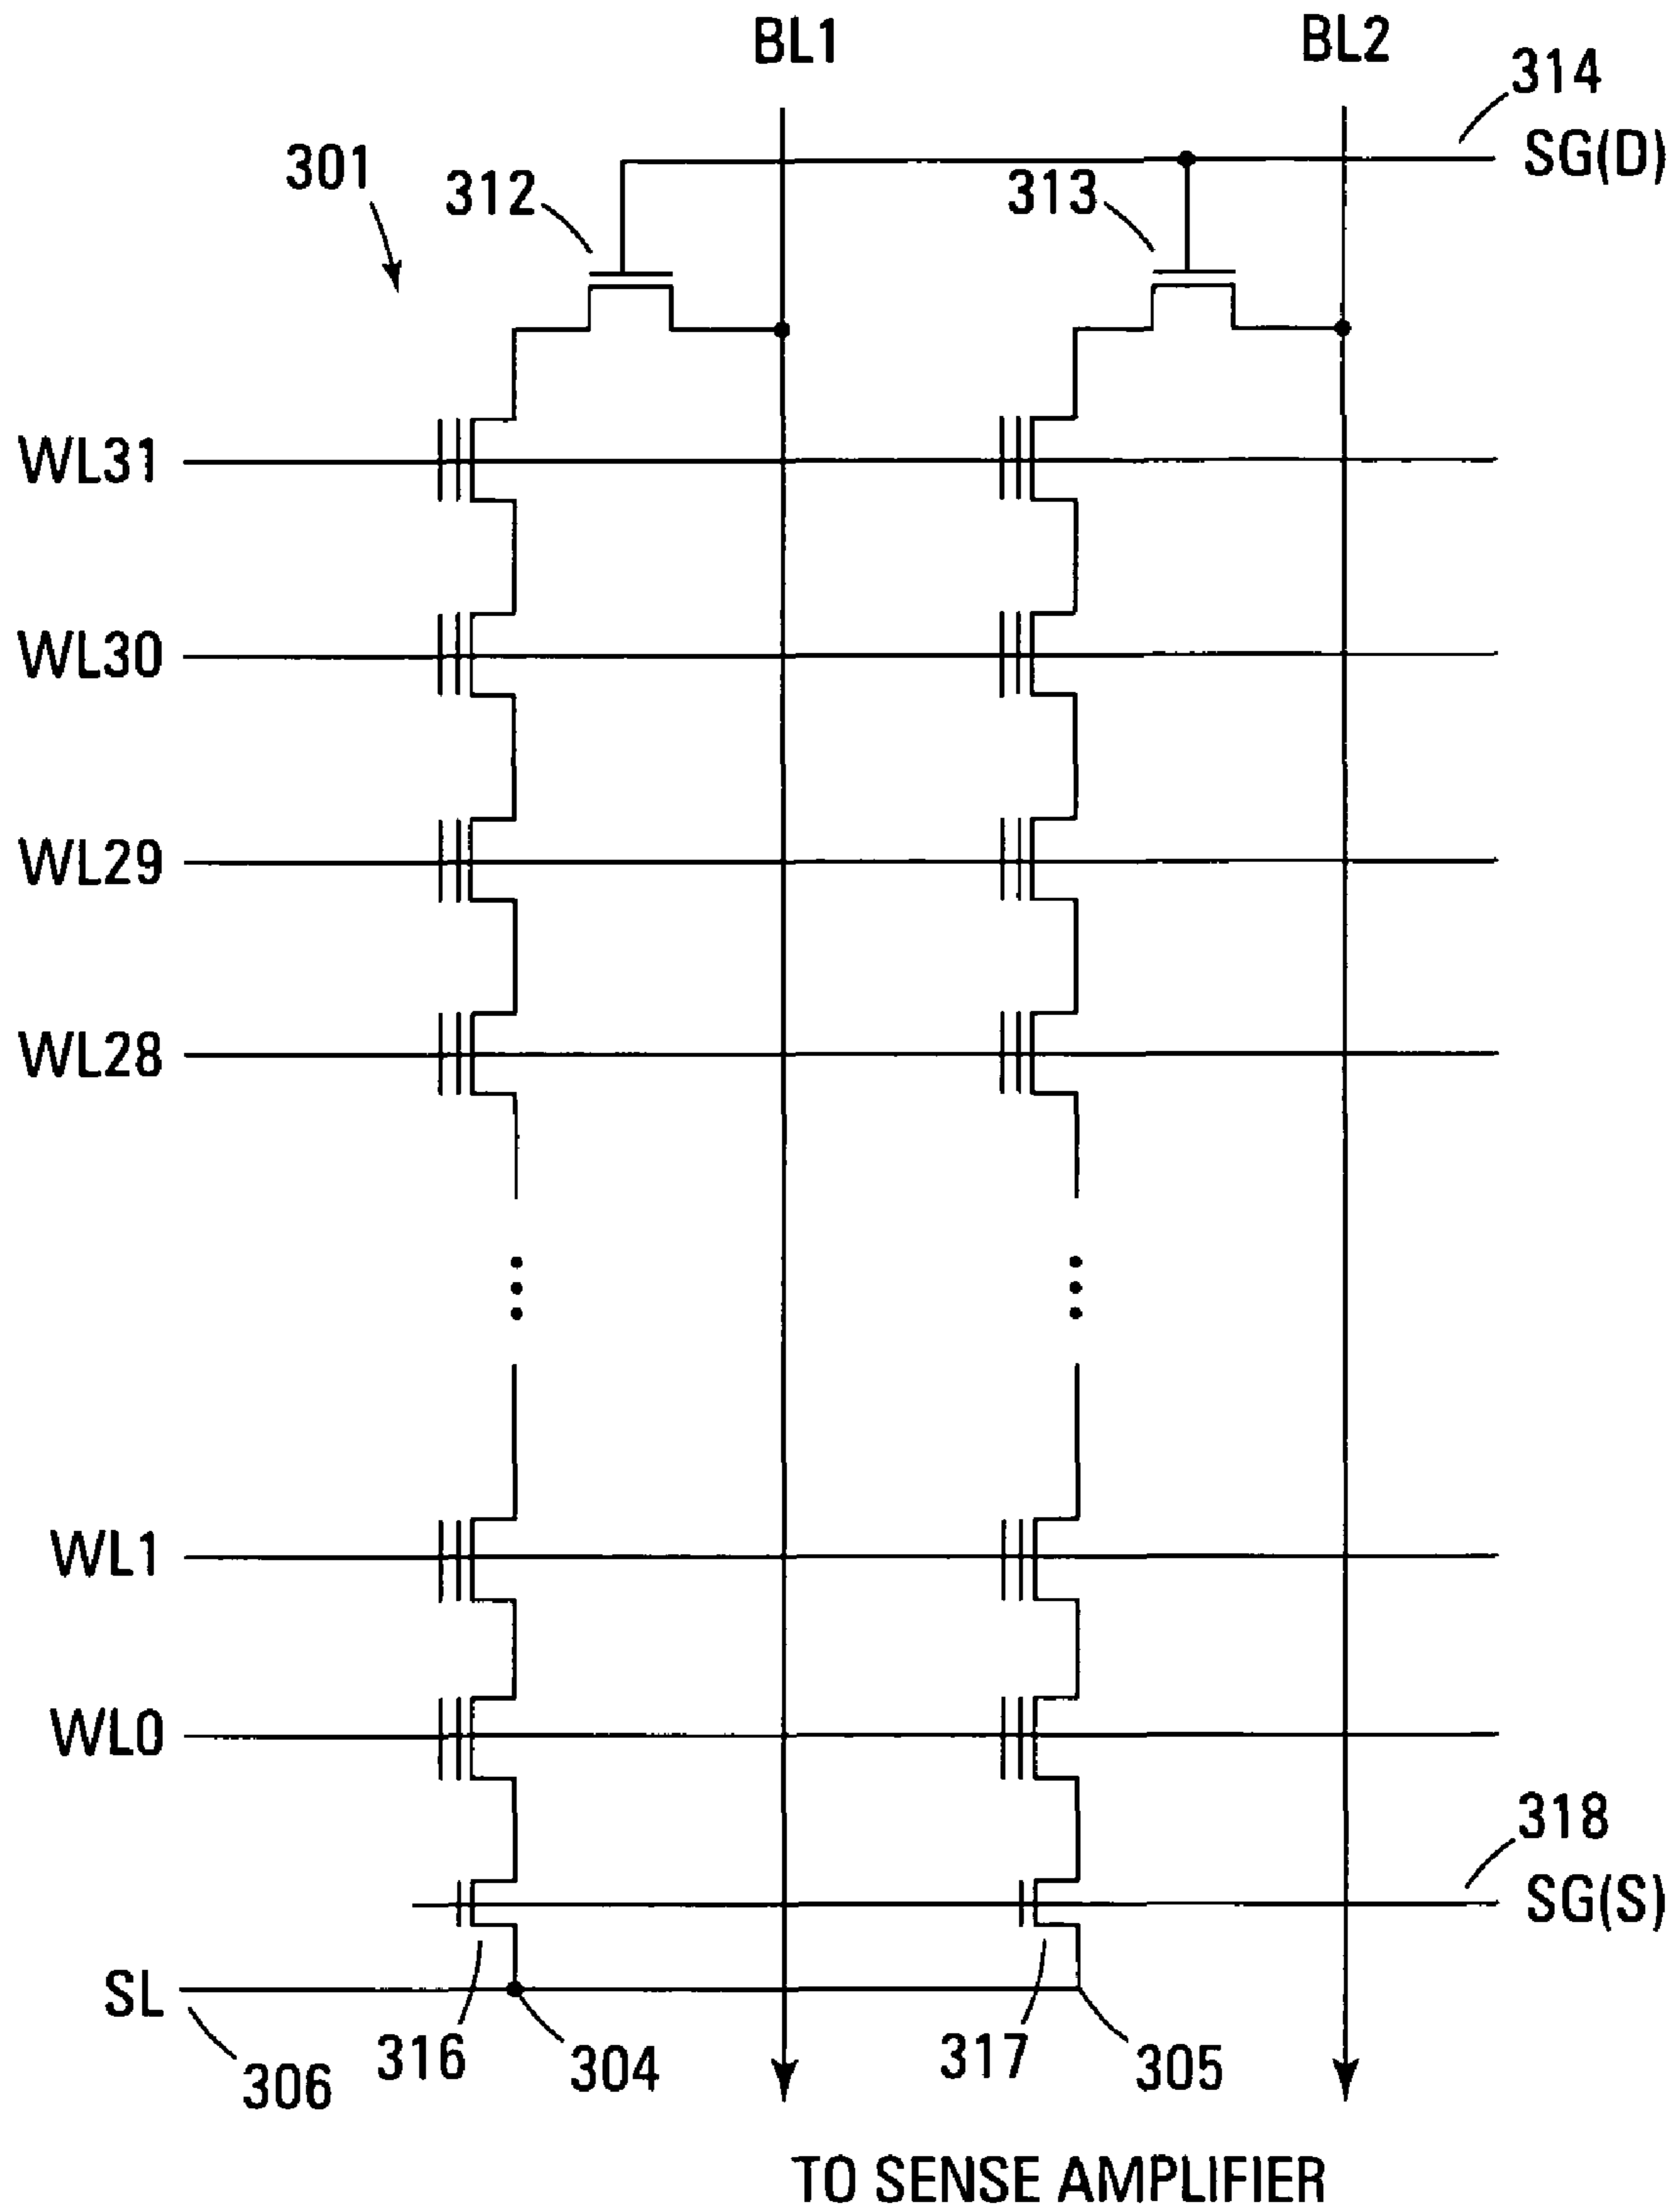 BL1
BL2
314
SG(D)
301
312
313
WL31
WL30
WL29
WL28
WL1
WL0
318
SG(S)
SL
306
316
304
317
305
TO SENSE AMPLIFIER